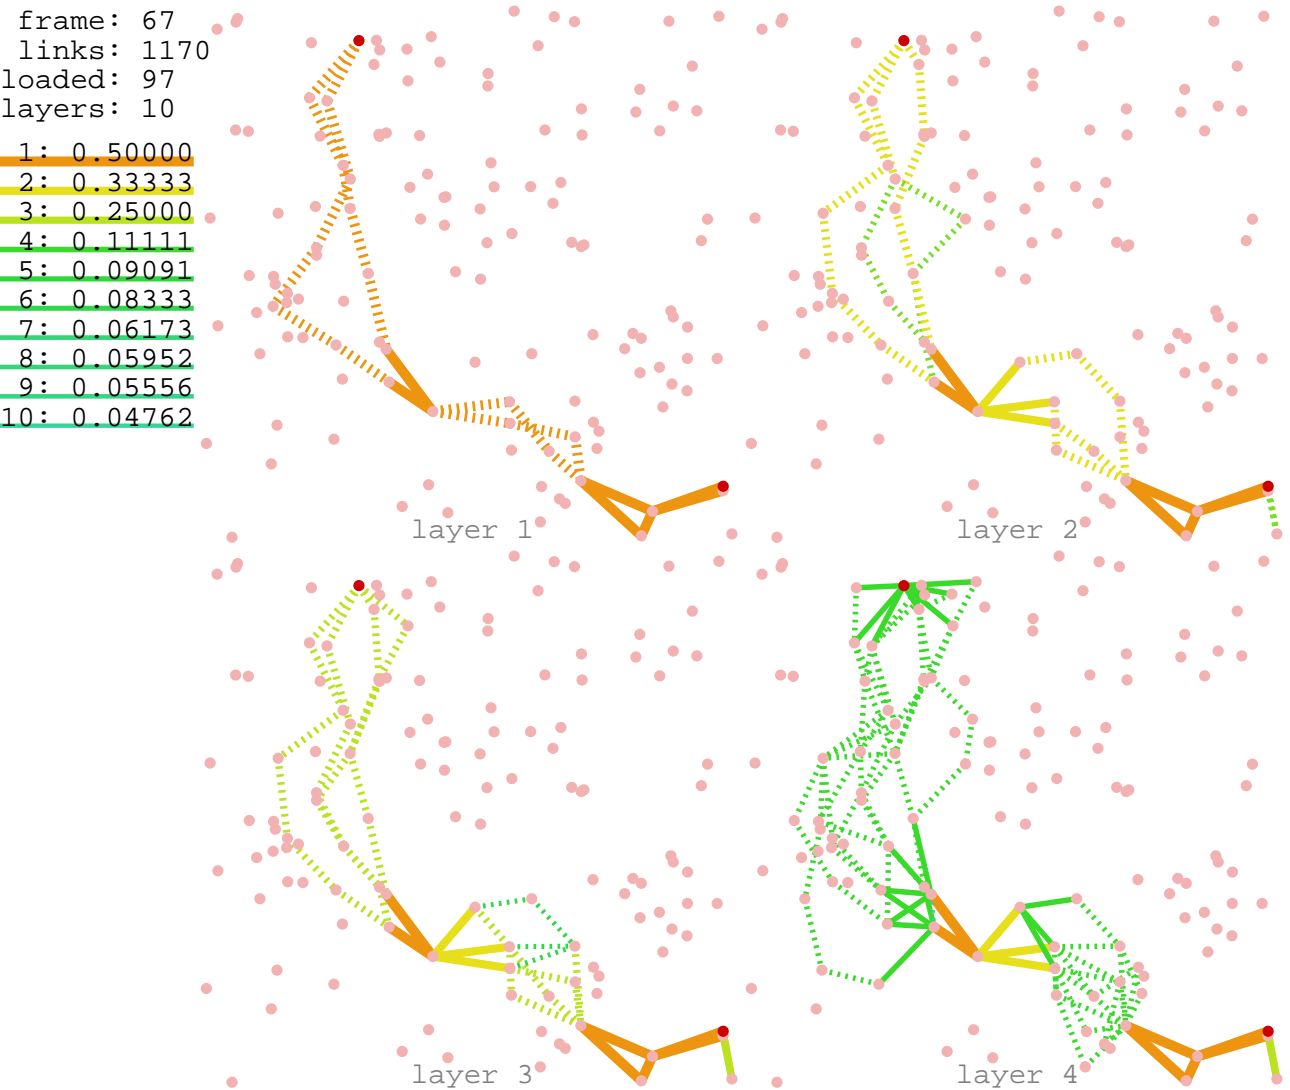 frame: 67
links: 1170
loaded: 97
layers: 10
1: 0.50000
2: 0.33333
3: 0.25000
4: 0.11111
5: 0.09091
6: 0.08333
7: 0.06173
8: 0.05952
9: 0.05556
10: 0.04762
layer 1
layer 2
layer 3
layer 4